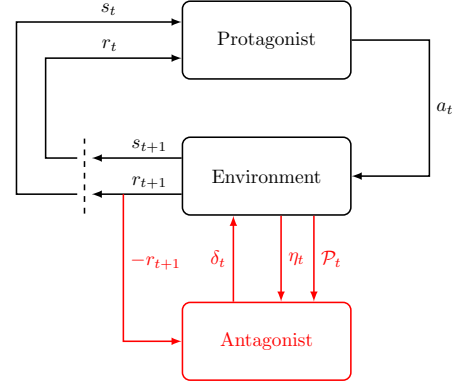 s_t
Protagonist
r_t
a_t
s_{t+1}
Environment
r_{t+1}
-r_{t+1}
δ_t
η_t
𝒫_t
Antagonist